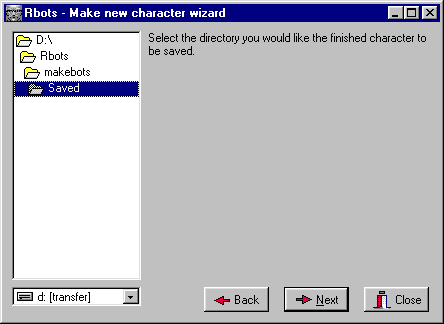 Rbots - Make new character wizard
D:\
Rbots
makebots
Saved
Select the directory you would like the finished character to
be saved.
d: [transfer]
Back
Next
Close